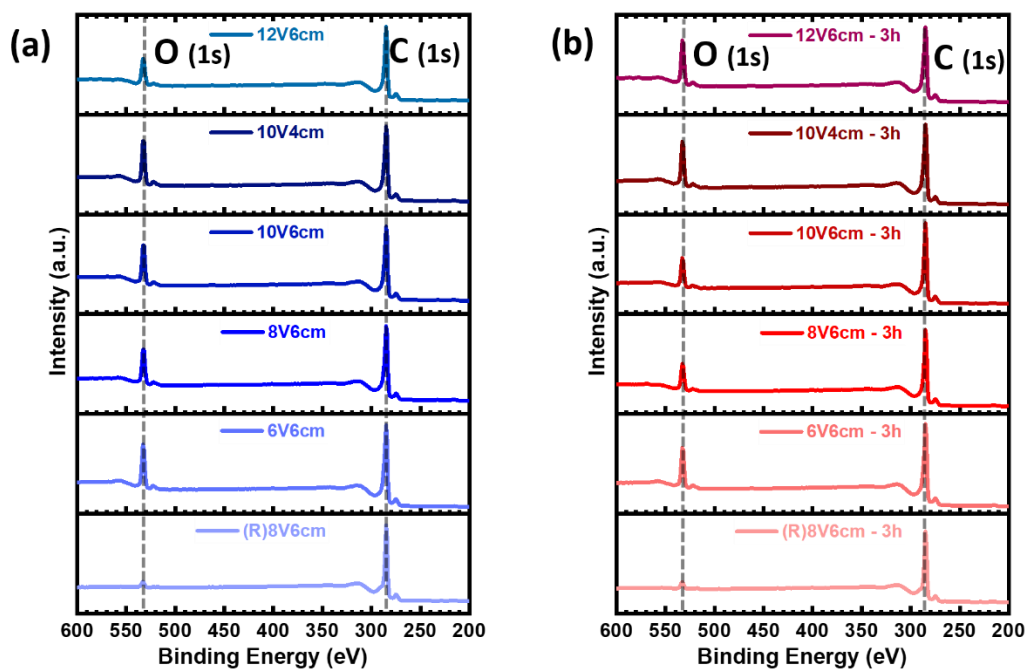 (a)
12V6cm
O (1s)
C (1s)
10V4cm
10V6cm
8V6cm
6V6cm
(R)8V6cm
Intensity (a.u.)
600 550 500 450 400 350 300 250 200
Binding Energy (eV)
(b)
12V6cm - 3h
O (1s)
C (1s)
10V4cm - 3h
10V6cm - 3h
8V6cm - 3h
6V6cm - 3h
(R)8V6cm - 3h
Intensity (a.u.)
600 550 500 450 400 350 300 250 200
Binding Energy (eV)